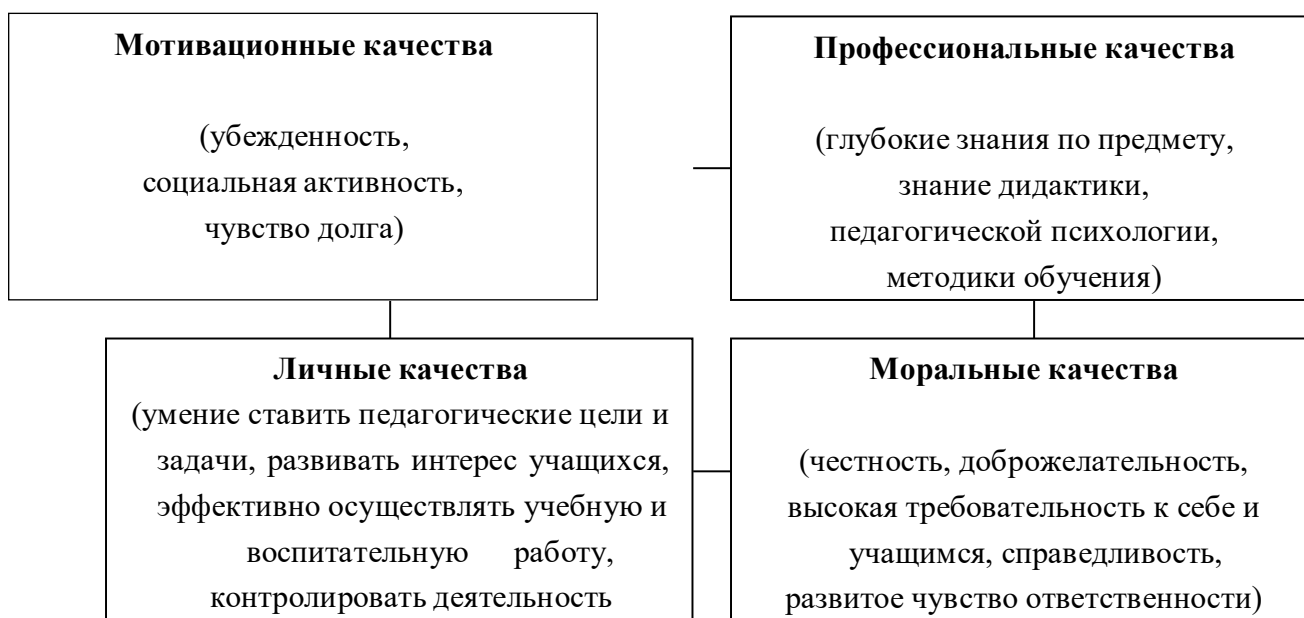 Мотивационные качества
(убежденность,
социальная активность,
чувство долга)
Профессиональные качества
(глубокие знания по предмету,
знание дидактики,
педагогической психологии,
методики обучения)
Личные качества
(умение ставить педагогические цели и
задачи, развивать интерес учащихся,
эффективно осуществлять учебную и
воспитательную работу,
контролировать деятельность
Моральные качества
(честность, доброжелательность,
высокая требовательность к себе и
учащимся, справедливость,
развитое чувство ответственности)